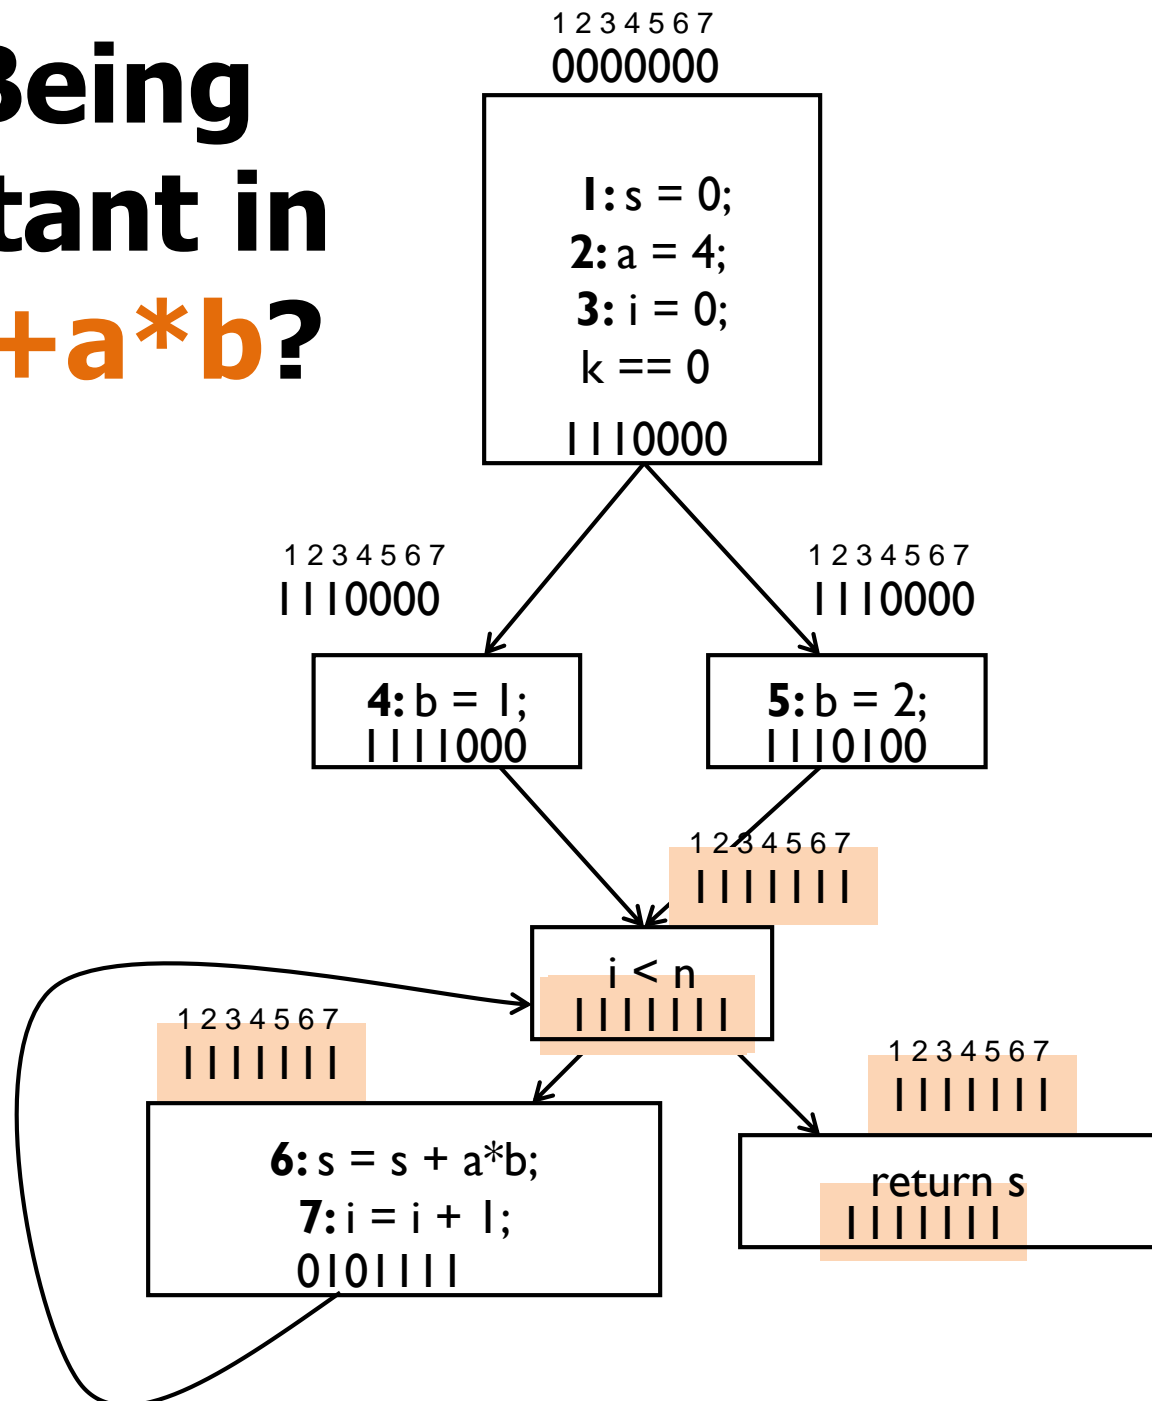 Being
tant in
+a*b?
1 2 3 4 5 6 7
0000000
1: s = 0;
2: a = 4;
3: i = 0;
k == 0
1110000
1 2 3 4 5 6 7
1110000
1 2 3 4 5 6 7
1110000
4: b = 1;
1111000
5: b = 2;
1110100
1 2 3 4 5 6 7
1111111
i < n
1111111
1 2 3 4 5 6 7
1111111
6: s = s + a*b;
7: i = i + 1;
0101111
1 2 3 4 5 6 7
1111111
return s
1111111